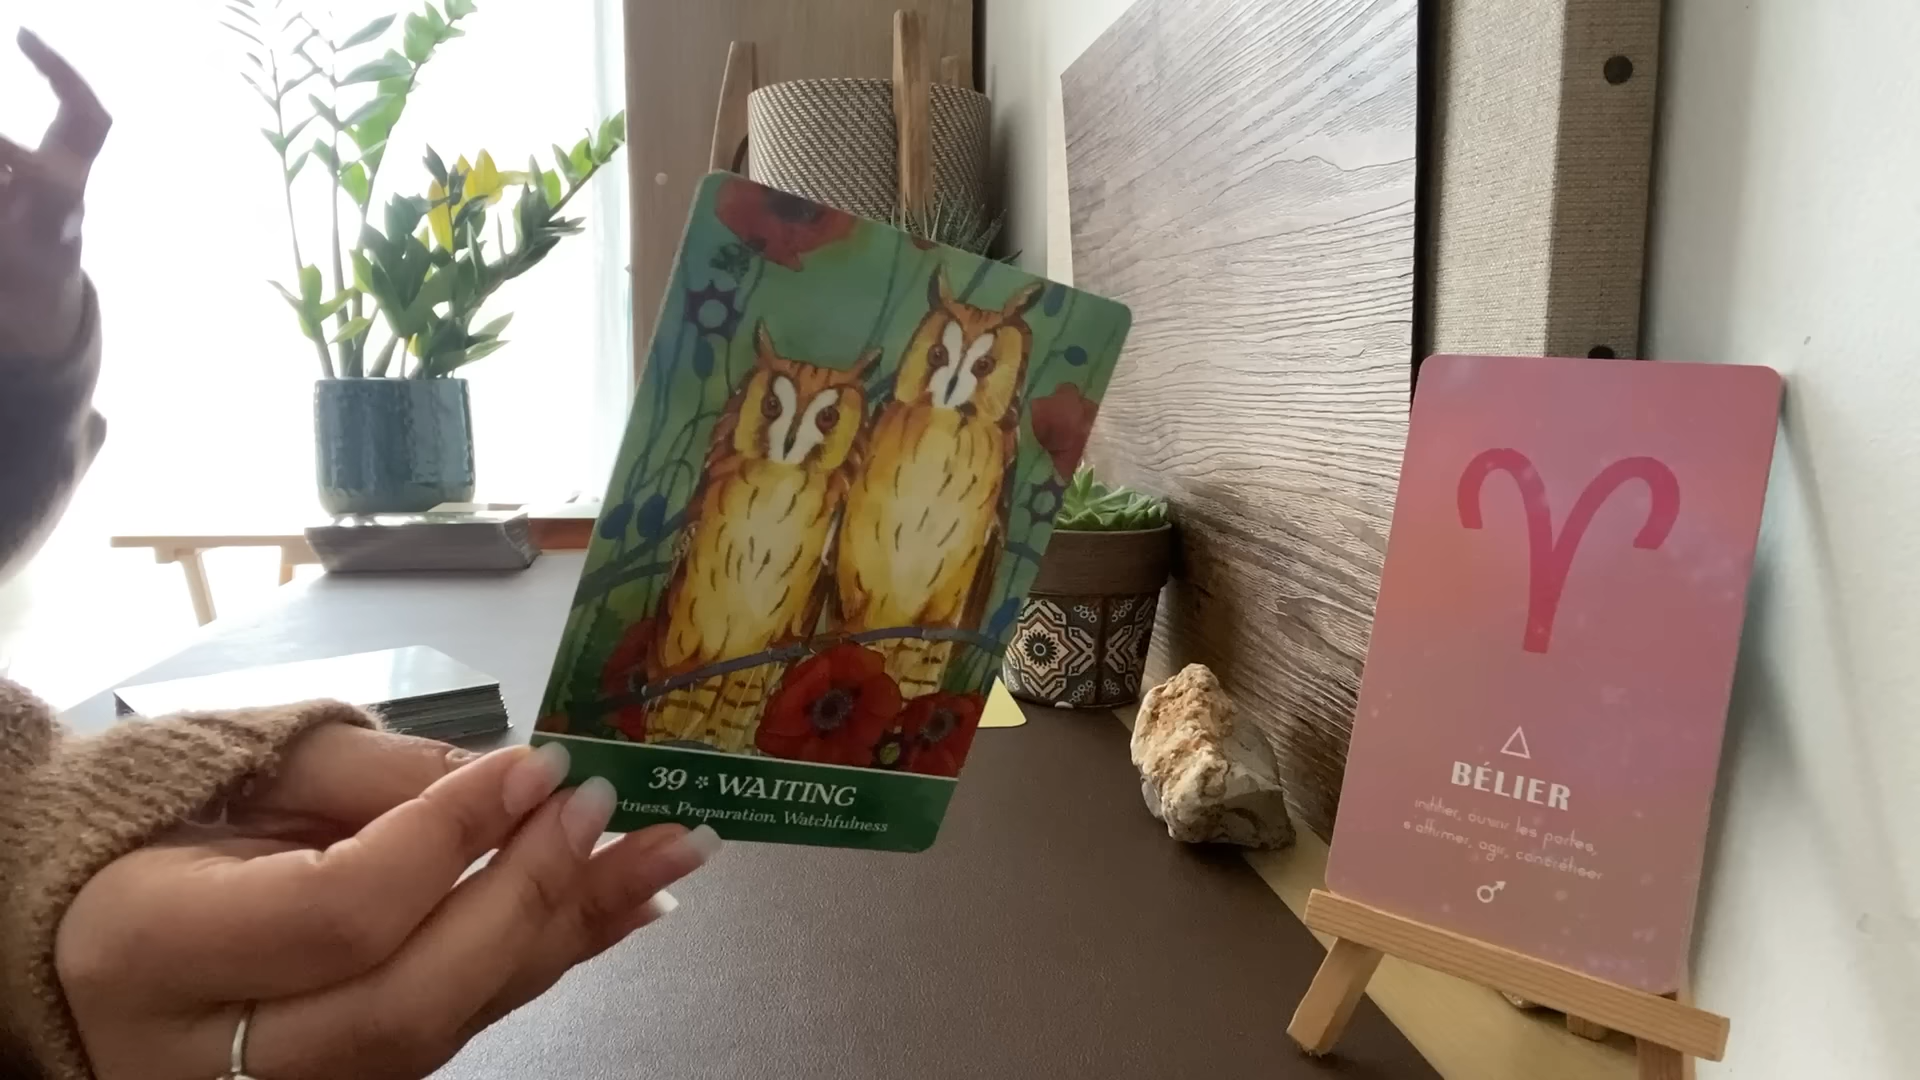 39 WAITING
Preparation, Watchfulness
BÉLIER
initier, ouvrir les portes,
s'affirmer, agir, concrétiser